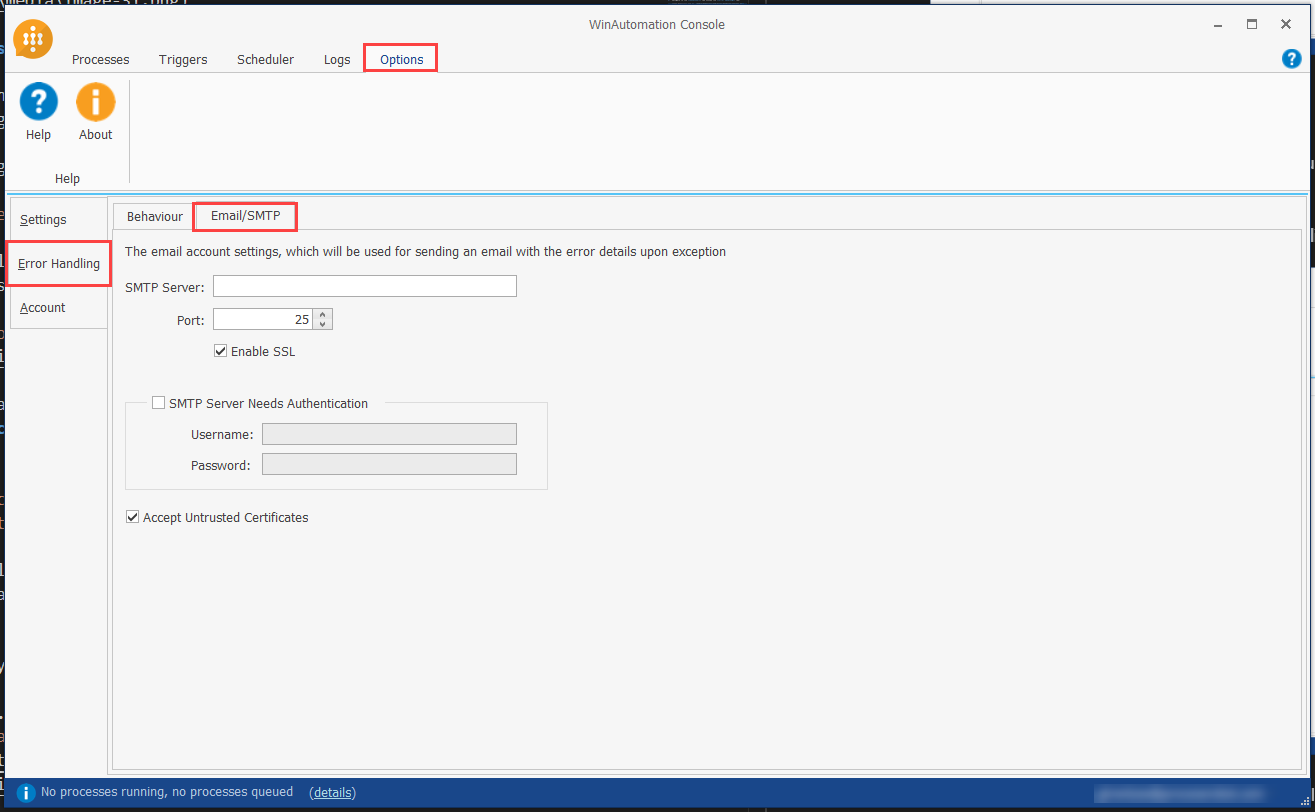 WinAutomation Console
Processes Triggers Scheduler Logs Options
?
Help About
Help
Settings
Error Handling
Account
Behaviour Email/SMTP
The email account settings, which will be used for sending an email with the error details upon exception
SMTP Server:
Port: 25
Enable SSL
SMTP Server Needs Authentication
Username:
Password:
Accept Untrusted Certificates
No processes running, no processes queued (details)